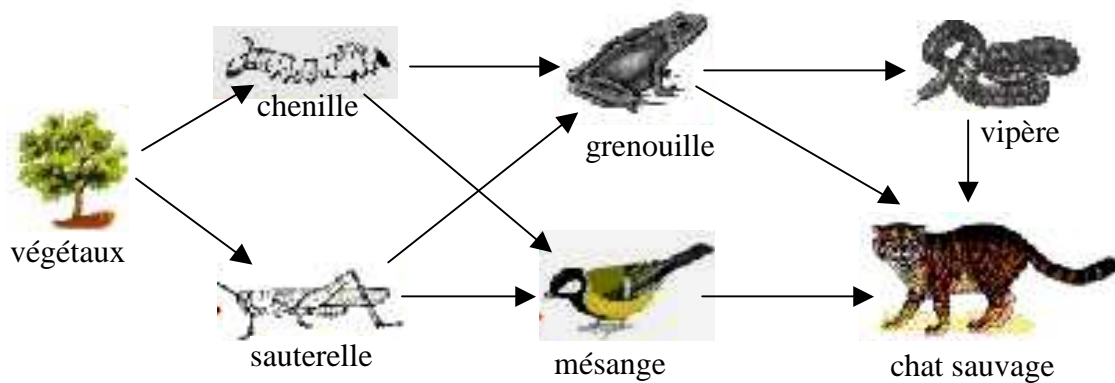 chenille
grenouille
vipère
végétaux
sauterelle
mésange
chat sauvage